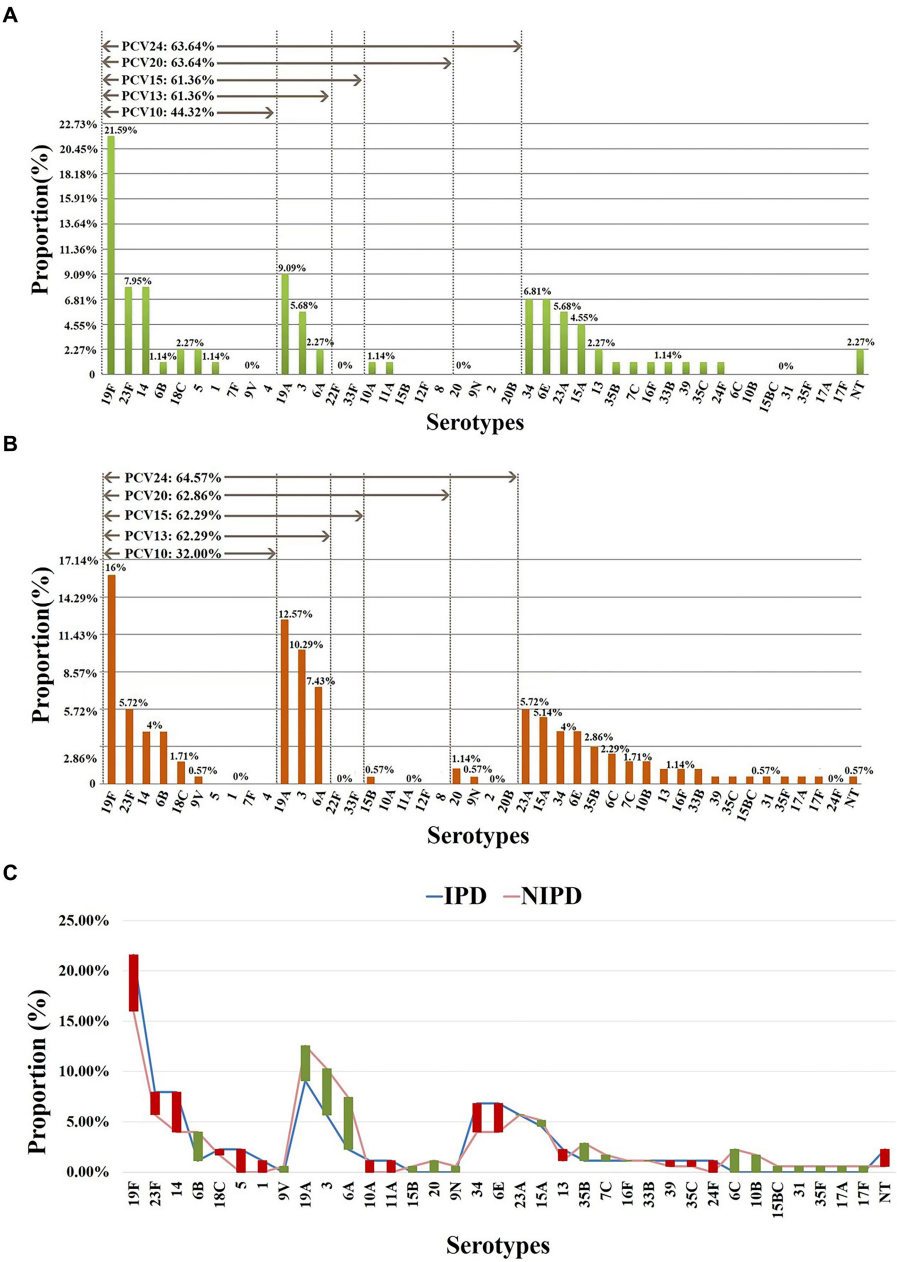 A
PCV24: 63.64%
PCV20: 63.64%
PCV15: 61.36%
PCV13: 61.36%
PCV10: 44.32%
22.73%
20.45%
18.18%
15.91%
13.64%
11.36%
9.09%
6.81%
4.55%
2.27%
0
Proportion(%)
21.59% 7.95% 1.14% 2.27% 1.14% 0% 9.09% 5.68% 2.27% 0% 1.14% 0% 6.81% 5.68% 4.55% 2.27% 1.14% 0% 2.27%
19F 23F 14 6B 18C 5 1 7F 9V 4 19A 3 6A 22F 33F 10A 11A 15B 12F 8 20 9N 2 20B 34 6E 23A 15A 13 35B 7C 16F 33B 39 35C 24F 6C 10B 15BC 31 35F 17A 17F NT
Serotypes
B
PCV24: 64.57%
PCV20: 62.86%
PCV15: 62.29%
PCV13: 62.29%
PCV10: 32.00%
17.14%
14.29%
11.43%
8.57%
5.72%
2.86%
0
Proportion(%)
16% 5.72% 4% 1.71% 0.57% 0% 12.57% 10.29% 7.43% 0% 0.57% 0% 1.14% 0.57% 0% 5.72% 5.14% 4% 2.86% 2.29% 1.71% 1.14% 0.57% 0% 0.57%
19F 23F 14 6B 18C 9V 5 1 7F 4 19A 3 6A 22F 33F 15B 10A 11A 12F 8 20 9N 2 20B 23A 15A 34 6E 35B 6C 7C 10B 13 16F 33B 39 35C 15BC 31 35F 17A 17F 24F NT
Serotypes
C
IPD NIPD
25.00%
20.00%
15.00%
10.00%
5.00%
0.00%
Proportion (%)
19F 23F 14 6B 18C 5 1 9V 19A 3 6A 10A 11A 15B 20 9N 34 6E 23A 15A 13 35B 7C 16F 33B 39 35C 24F 6C 10B 15BC 31 35F 17A 17F NT
Serotypes